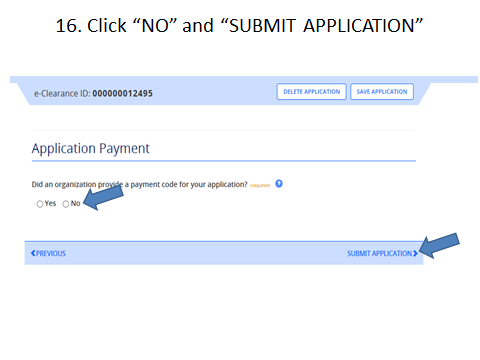 16. Click “NO” and “SUBMIT APPLICATION”
e-Clearance ID: 000000012495
DELETE APPLICATION
SAVE APPLICATION
Application Payment
Did an organization provide a payment code for your application? (required) ?
Yes No
PREVIOUS
SUBMIT APPLICATION